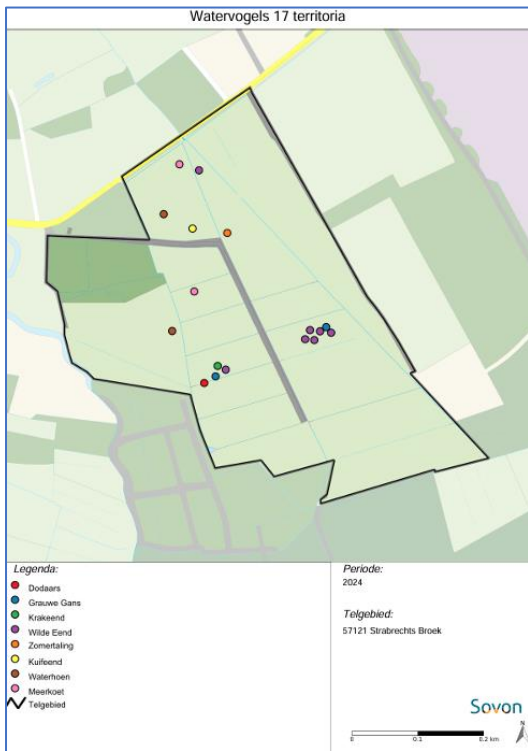 Watervogels 17 territoria
Legenda:
Dodaars
Grauwe Gans
Krakeend
Wilde Eend
Zomertaling
Kuifeend
Waterhoen
Meerkoet
Telgebied
Periode:
2024
Telgebied:
57121 Strabrechts Broek
Sovon
N
0 0.1 0.2 km